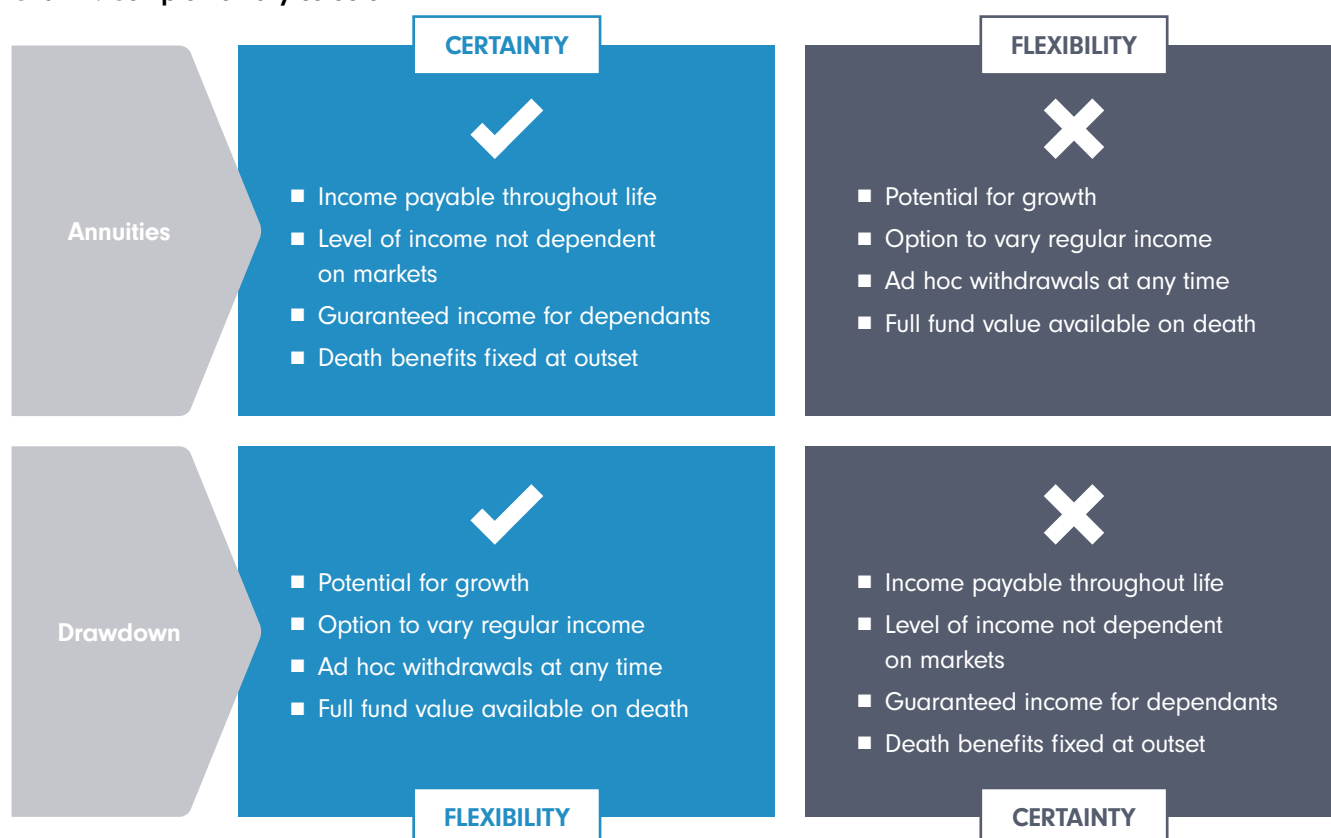 CERTAINTY
FLEXIBILITY
Annuities
Income payable throughout life
Level of income not dependent
on markets
Guaranteed income for dependants
Death benefits fixed at outset
Potential for growth
Option to vary regular income
Ad hoc withdrawals at any time
Full fund value available on death
Drawdown
Potential for growth
Option to vary regular income
Ad hoc withdrawals at any time
Full fund value available on death
Income payable throughout life
Level of income not dependent
on markets
Guaranteed income for dependants
Death benefits fixed at outset
FLEXIBILITY
CERTAINTY